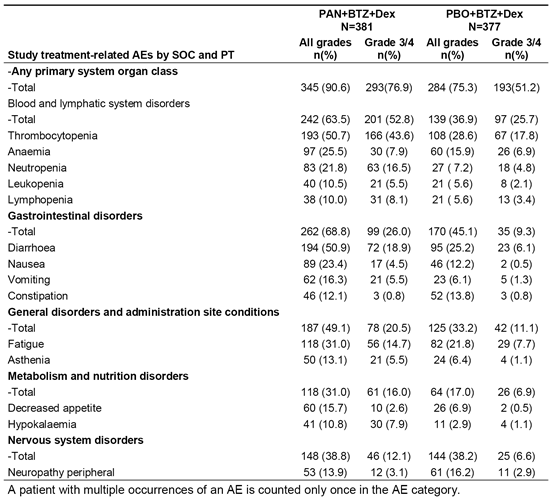 PAN+BTZ+Dex PBO+BTZ+Dex
N=381 N=377
Study treatment-related AEs by SOC and PT All grades n(%) Grade 3/4 n(%) All grades n(%) Grade 3/4 n(%)
-Any primary system organ class
-Total 345 (90.6) 293(76.9) 284 (75.3) 193(51.2)
Blood and lymphatic system disorders
-Total 242 (63.5) 201 (52.8) 139 (36.9) 97 (25.7)
Thrombocytopenia 193 (50.7) 166 (43.6) 108 (28.6) 67 (17.8)
Anaemia 97 (25.5) 30 (7.9) 60 (15.9) 26 (6.9)
Neutropenia 83 (21.8) 63 (16.5) 27 ( 7.2) 18 (4.8)
Leukopenia 40 (10.5) 21 (5.5) 21 ( 5.6) 8 (2.1)
Lymphopenia 38 (10.0) 31 (8.1) 21 ( 5.6) 13 (3.4)
Gastrointestinal disorders
-Total 262 (68.8) 99 (26.0) 170 (45.1) 35 (9.3)
Diarrhoea 194 (50.9) 72 (18.9) 95 (25.2) 23 (6.1)
Nausea 89 (23.4) 17 (4.5) 46 (12.2) 2 (0.5)
Vomiting 62 (16.3) 21 (5.5) 23 (6.1) 5 (1.3)
Constipation 46 (12.1) 3 (0.8) 52 (13.8) 3 (0.8)
General disorders and administration site conditions
-Total 187 (49.1) 78 (20.5) 125 (33.2) 42 (11.1)
Fatigue 118 (31.0) 56 (14.7) 82 (21.8) 29 (7.7)
Asthenia 50 (13.1) 21 (5.5) 24 (6.4) 4 (1.1)
Metabolism and nutrition disorders
-Total 118 (31.0) 61 (16.0) 64 (17.0) 26 (6.9)
Decreased appetite 60 (15.7) 10 (2.6) 26 (6.9) 2 (0.5)
Hypokalaemia 41 (10.8) 30 (7.9) 11 (2.9) 4 (1.1)
Nervous system disorders
-Total 148 (38.8) 46 (12.1) 144 (38.2) 25 (6.6)
Neuropathy peripheral 53 (13.9) 12 (3.1) 61 (16.2) 11 (2.9)
A patient with multiple occurrences of an AE is counted only once in the AE category.